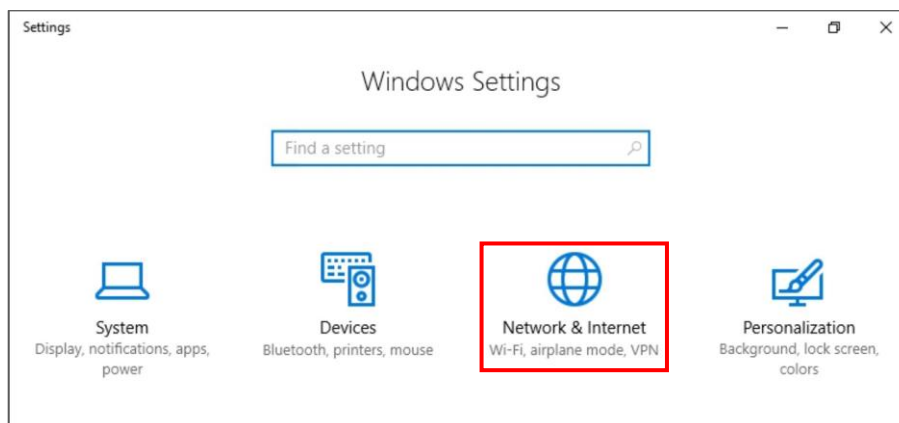 Settings
Windows Settings
Find a setting
System
Display, notifications, apps,
power
Devices
Bluetooth, printers, mouse
Network & Internet
Wi-Fi, airplane mode, VPN
Personalization
Background, lock screen,
colors